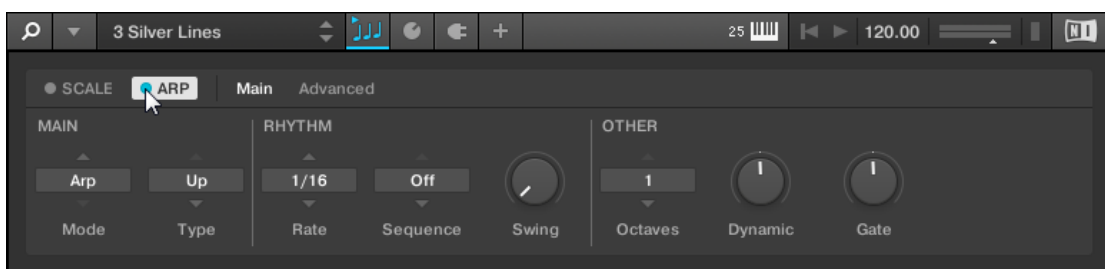 3 Silver Lines 25 120.00 NI
SCALE ARP Main Advanced
MAIN RHYTHM OTHER
Arp Up 1/16 Off 1
Mode Type Rate Sequence Swing Octaves Dynamic Gate